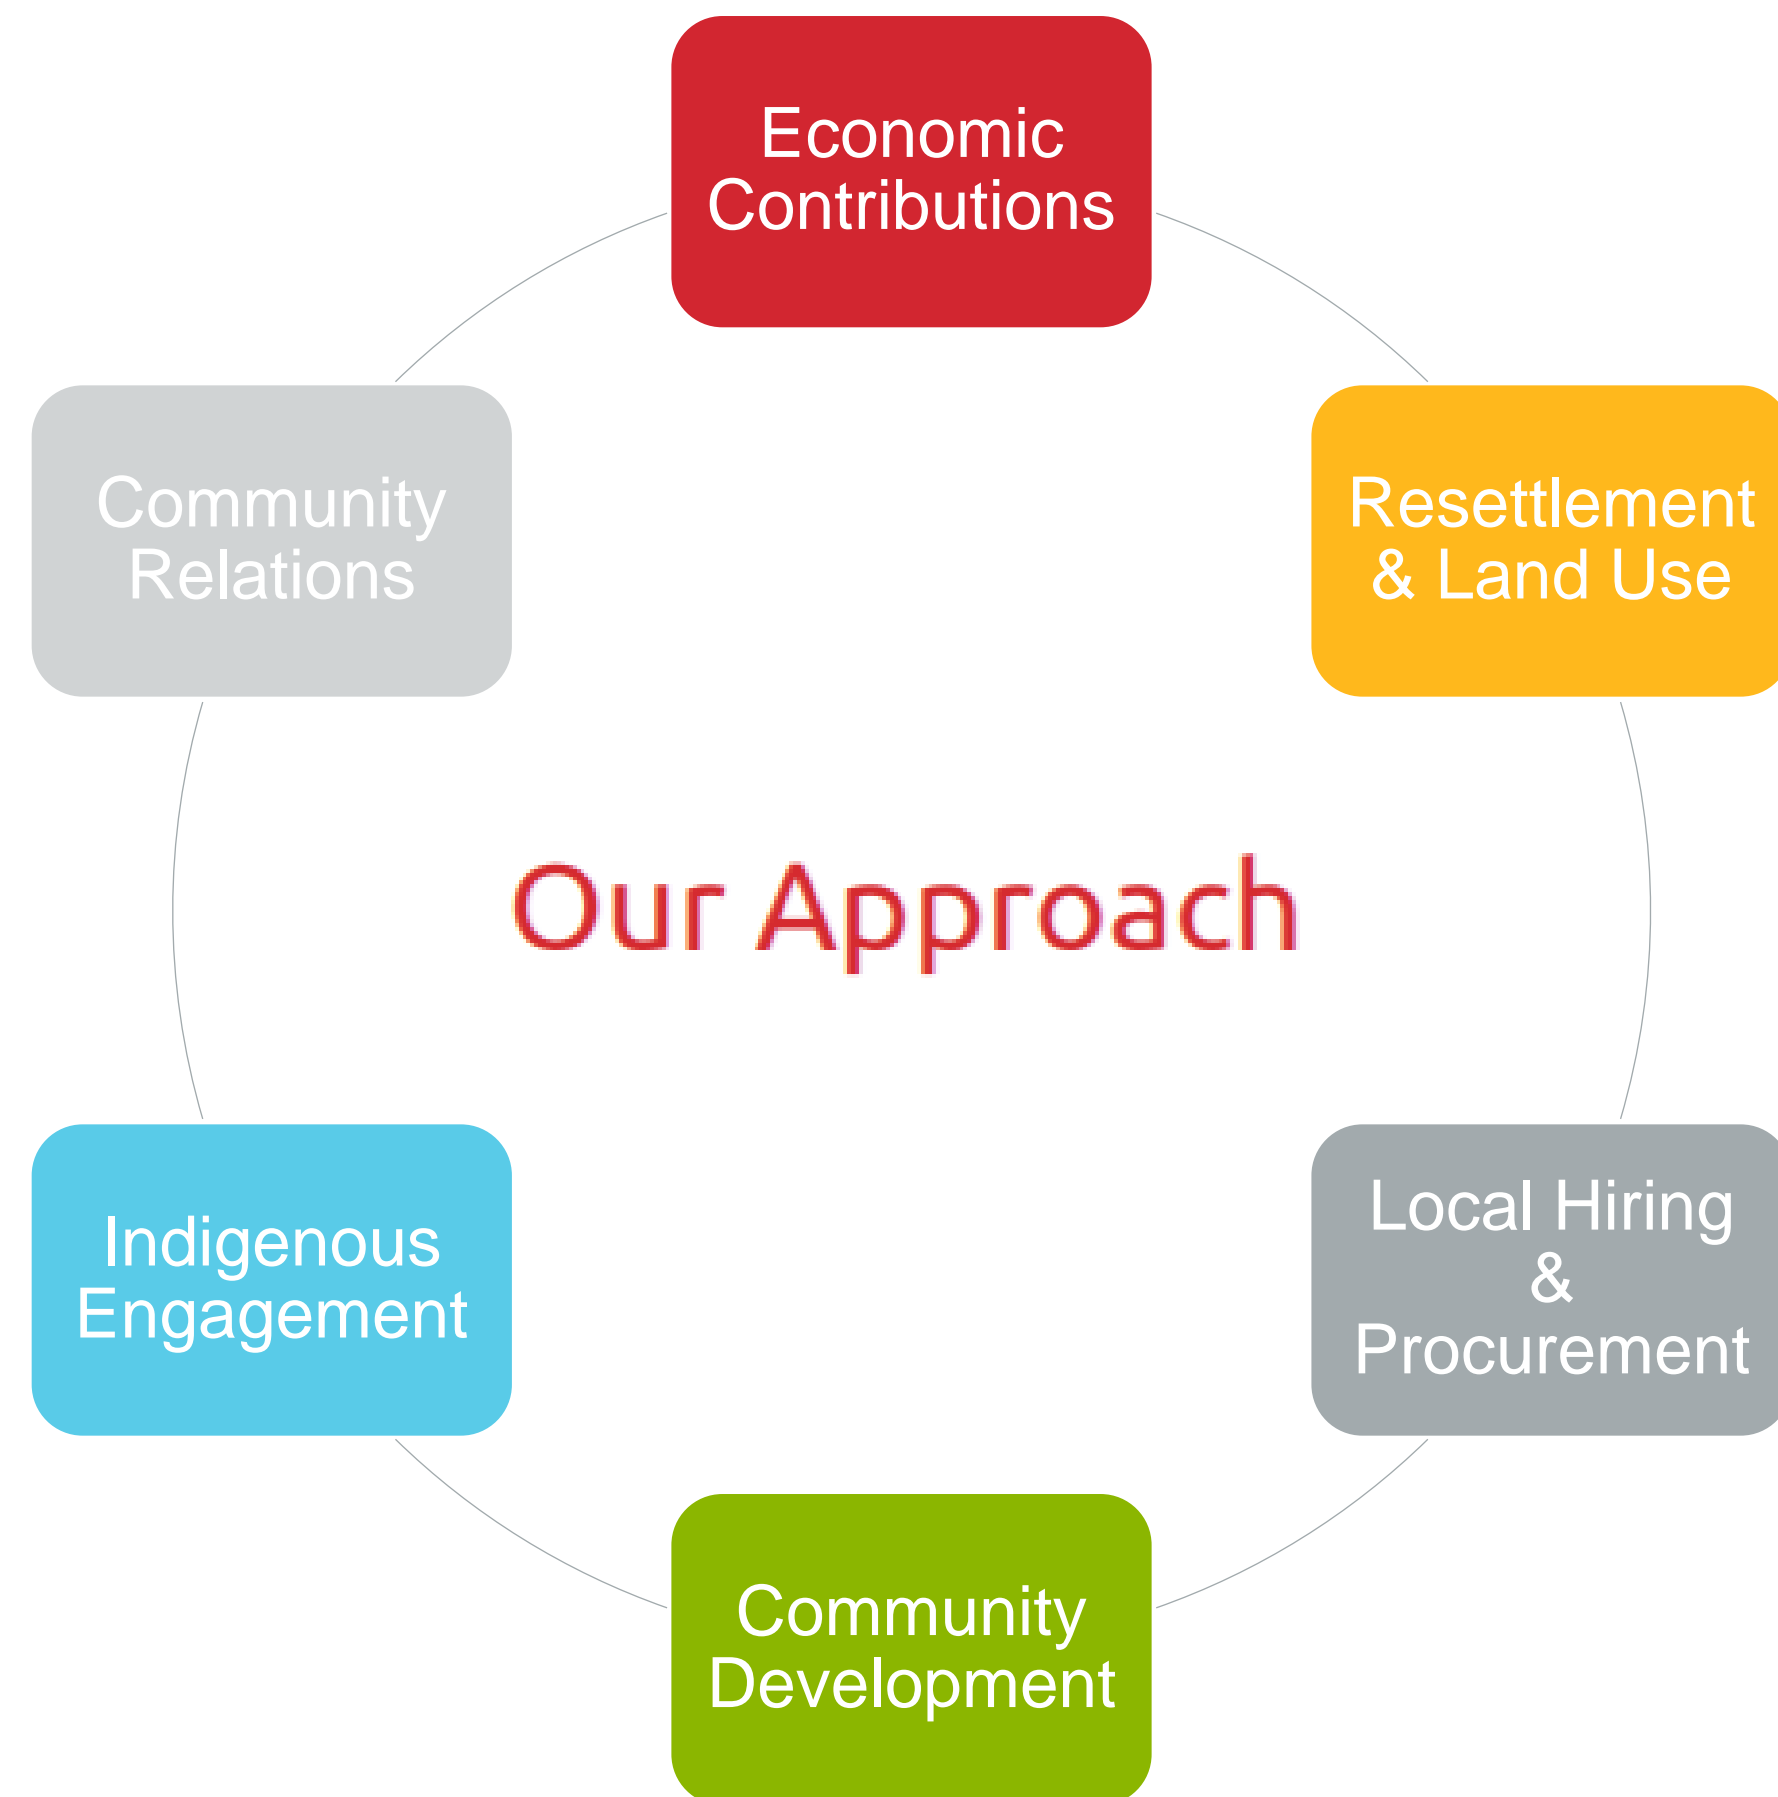 Economic
Contributions
Community
Relations
Resettlement
& Land Use
Our Approach
Indigenous
Engagement
Local Hiring
&
Procurement
Community
Development